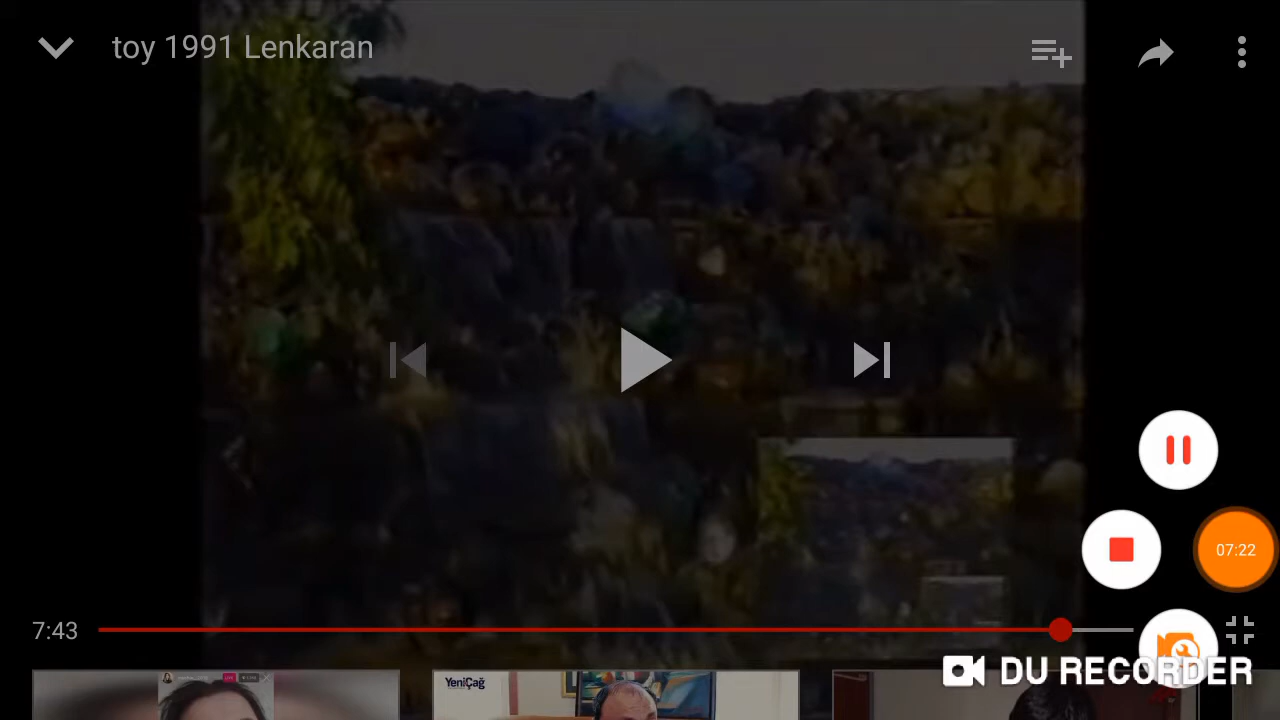 toy 1991 Lenkaran
07:22
7:43
DU RECORDER
YeniÇağ